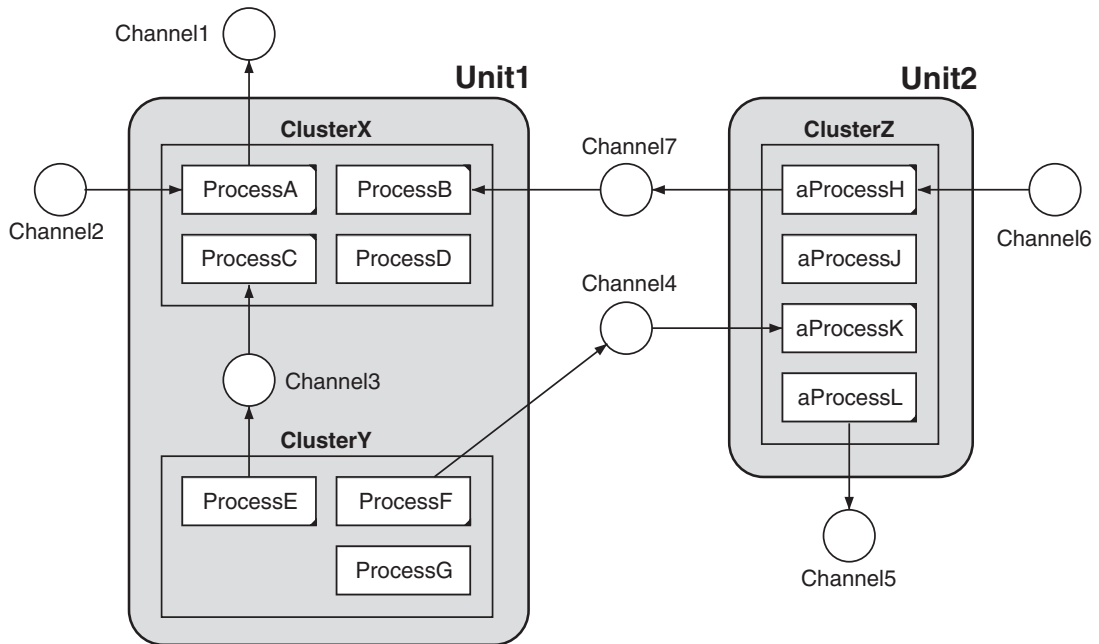 Channel1
Unit1
Unit2
ClusterX
ClusterZ
Channel7
ProcessA
ProcessB
aProcessH
Channel2
Channel6
ProcessC
ProcessD
aProcessJ
Channel4
aProcessK
Channel3
aProcessL
ClusterY
ProcessE
ProcessF
ProcessG
Channel5